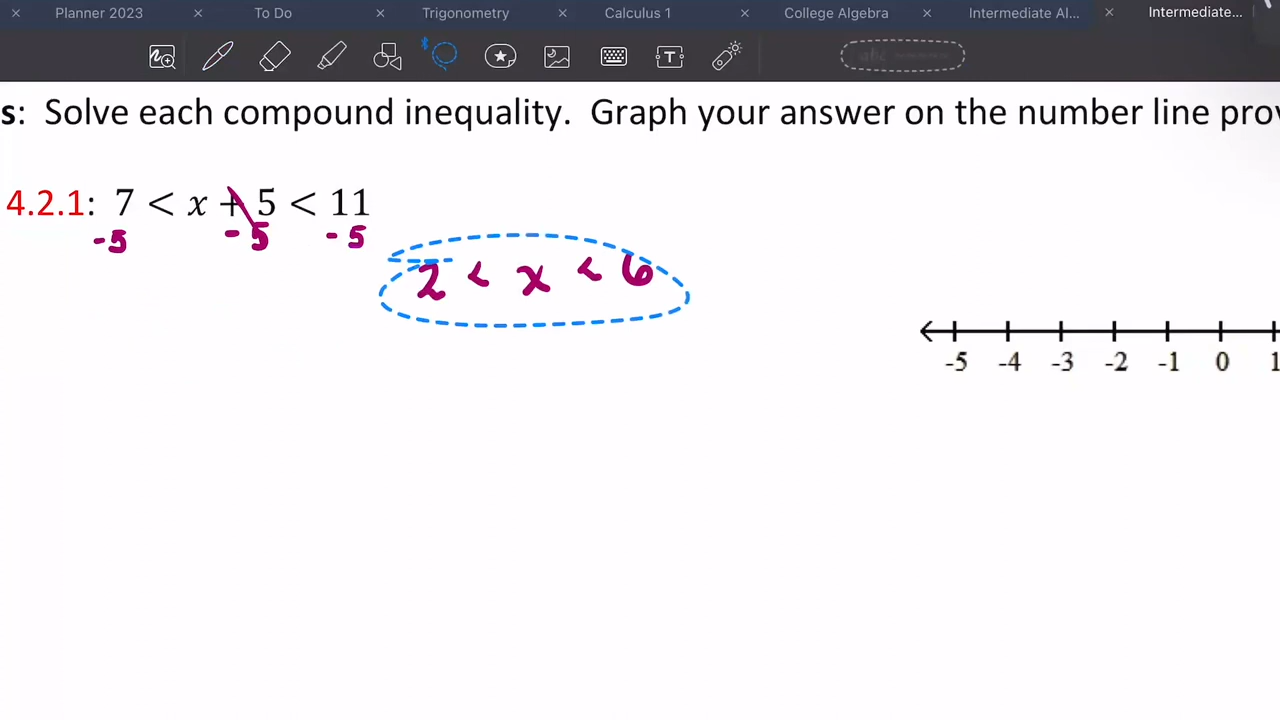 Planner 2023 To Do Trigonometry Calculus 1 College Algebra Intermediate Al... Intermediate...
abc
s: Solve each compound inequality. Graph your answer on the number line prov
4.2.1: 7 < x + 5 < 11
-5 -5 -5
2 < x < 6
-5 -4 -3 -2 -1 0 1